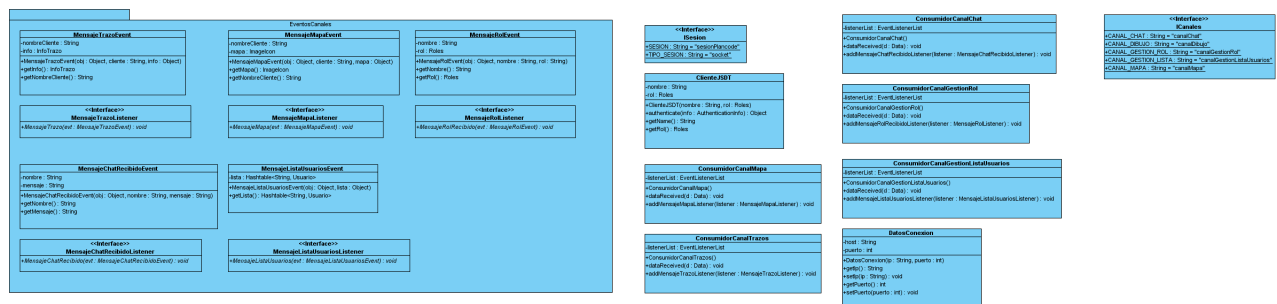 EventosCanales
MensajeTrazoEvent
-nombreCliente : String
-info : InfoTrazo
+MensajeTrazoEvent(obj : Object, cliente : String, info : Object)
+getInfo() : InfoTrazo
+getNombreCliente() : String
MensajeMapaEvent
-nombreCliente : String
-mapa : ImageIcon
+MensajeMapaEvent(obj : Object, cliente : String, mapa : Object)
+getMapa() : ImageIcon
+getNombreCliente() : String
MensajeRolEvent
-nombre : String
-rol : Roles
+MensajeRolEvent(obj : Object, nombre : String, rol : String)
+getNombre() : String
+getRol() : Roles
<<Interface>>
MensajeTrazoListener
+MensajeTrazo(evt : MensajeTrazoEvent) : void
<<Interface>>
MensajeMapaListener
+MensajeMapa(evt : MensajeMapaEvent) : void
<<Interface>>
MensajeRolListener
+MensajeRolRecibido(evt : MensajeRolEvent) : void
MensajeChatRecibidoEvent
-nombre : String
-mensaje : String
+MensajeChatRecibidoEvent(obj : Object, nombre : String, mensaje : String)
+getNombre() : String
+getMensaje() : String
MensajeListaUsuariosEvent
-lista : Hashtable<String, Usuario>
+MensajeListaUsuariosEvent(obj : Object, lista : Object)
+getLista() : Hashtable<String, Usuario>
<<Interface>>
MensajeChatRecibidoListener
+MensajeChatRecibido(evt : MensajeChatRecibidoEvent) : void
<<Interface>>
MensajeListaUsuariosListener
+MensajeListaUsuarios(evt : MensajeListaUsuariosEvent) : void
<<Interface>>
ISesion
+SESION : String = "sesionPlancode"
+TIPO_SESION : String = "socket"
ClienteJSDT
-nombre : String
-rol : Roles
+ClienteJSDT(nombre : String, rol : Roles)
+authenticate(info : AuthenticationInfo) : Object
+getName() : String
+getRol() : Roles
ConsumidorCanalMapa
-listenerList : EventListenerList
+ConsumidorCanalMapa()
+dataReceived(d : Data) : void
+addMensajeMapaListener(listener : MensajeMapaListener) : void
ConsumidorCanalTrazos
-listenerList : EventListenerList
+ConsumidorCanalTrazos()
+dataReceived(d : Data) : void
+addMensajeTrazoListener(listener : MensajeTrazoListener) : void
ConsumidorCanalChat
-listenerList : EventListenerList
+ConsumidorCanalChat()
+dataReceived(d : Data) : void
+addMensajeChatRecibidoListener(listener : MensajeChatRecibidoListener) : void
ConsumidorCanalGestionRol
-listenerList : EventListenerList
+ConsumidorCanalGestionRol()
+dataReceived(d : Data) : void
+addMensajeRolRecibidoListener(listener : MensajeRolListener) : void
ConsumidorCanalGestionListaUsuarios
-listenerList : EventListenerList
+ConsumidorCanalGestionListaUsuarios()
+dataReceived(d : Data) : void
+addMensajeListaUsuariosListener(listener : MensajeListaUsuariosListener) : void
DatosConexion
-host : String
-puerto : int
+DatosConexion(ip : String, puerto : int)
+getIp() : String
+setIp(ip : String) : void
+getPuerto() : int
+setPuerto(puerto : int) : void
<<Interface>>
ICanales
+CANAL_CHAT : String = "canalChat"
+CANAL_DIBUJO : String = "canalDibujo"
+CANAL_GESTION_ROL : String = "canalGestionRol"
+CANAL_GESTION_LISTA : String = "canalGestionListaUsuarios"
+CANAL_MAPA : String = "canalMapa"